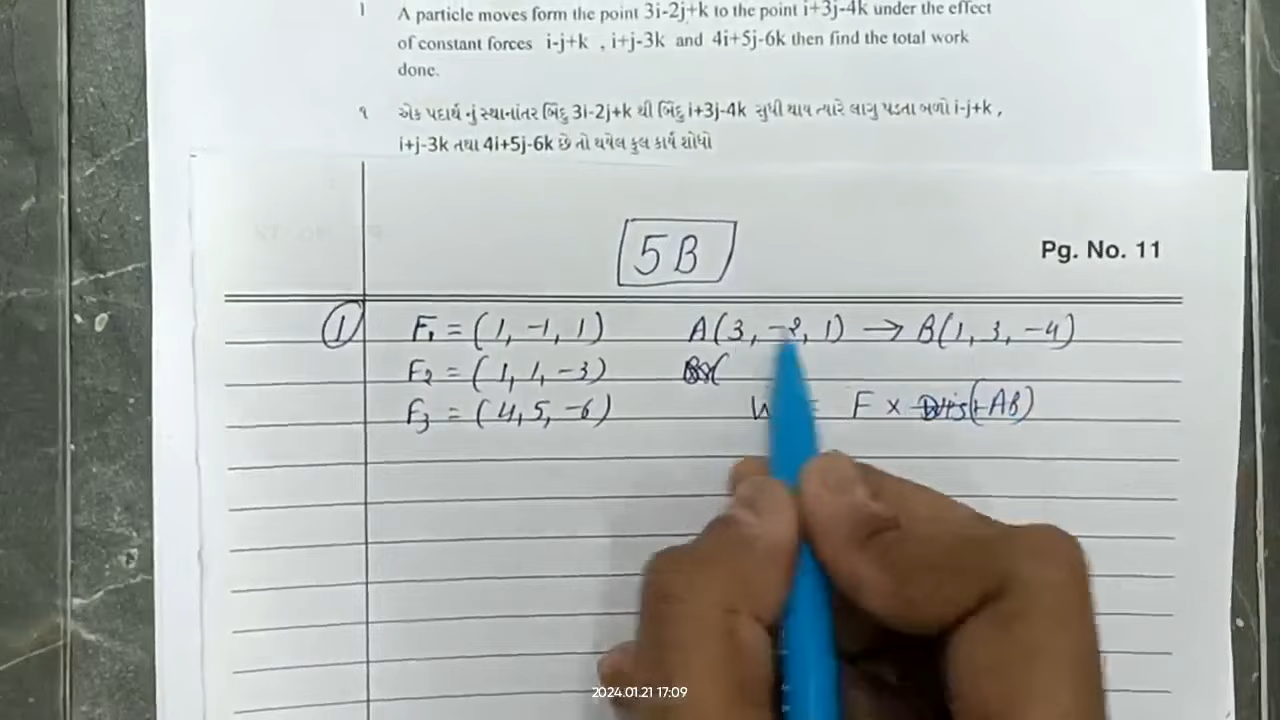 1 A particle moves form the point 3i-2j+k to the point i+3j-4k under the effect
of constant forces i-j+k , i+j-3k and 4i+5j-6k then find the total work
done.
૧ એક પદાર્થ નું સ્થાનાંતર બિંદુ 3i-2j+k થી બિંદુ i+3j-4k સુધી થાય ત્યારે લાગુ પડતા બળો i-j+k ,
i+j-3k તથા 4i+5j-6k છે તો થયેલ કુલ કાર્ય શોધો
5B
Pg. No. 11
1 F1 = (1, -1, 1) A(3, -2, 1) → B(1, 3, -4)
F2 = (1, 1, -3)
F3 = (4, 5, -6) W = F × (AB)
2024.01.21 17:09